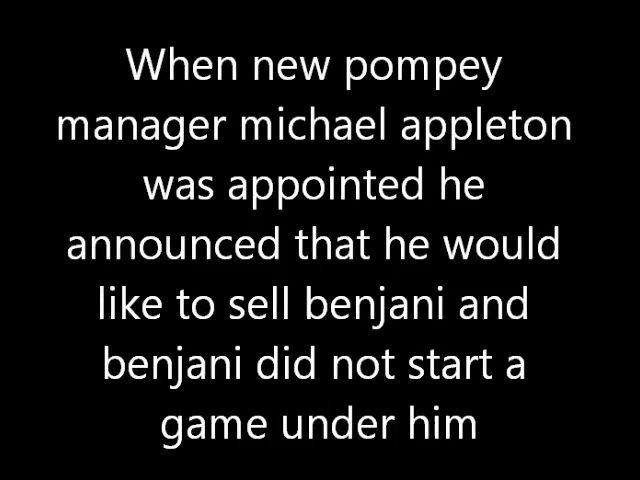 When new pompey
manager michael appleton
was appointed he
announced that he would
like to sell benjani and
benjani did not start a
game under him